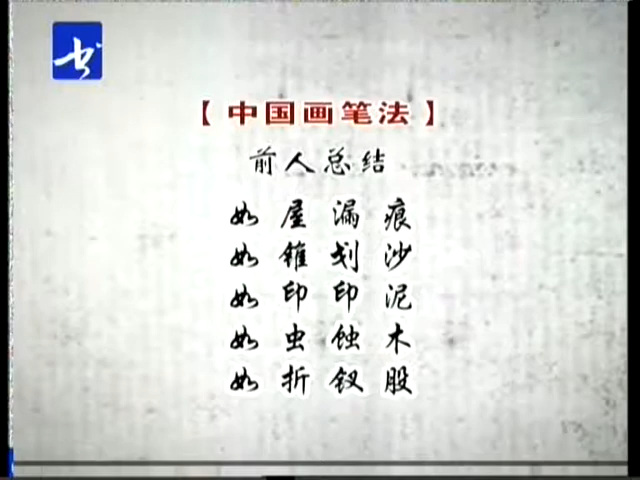 书
【中国画笔法】
前人总结
如屋漏痕
如锥划沙
如印印泥
如虫蚀木
如折钗股